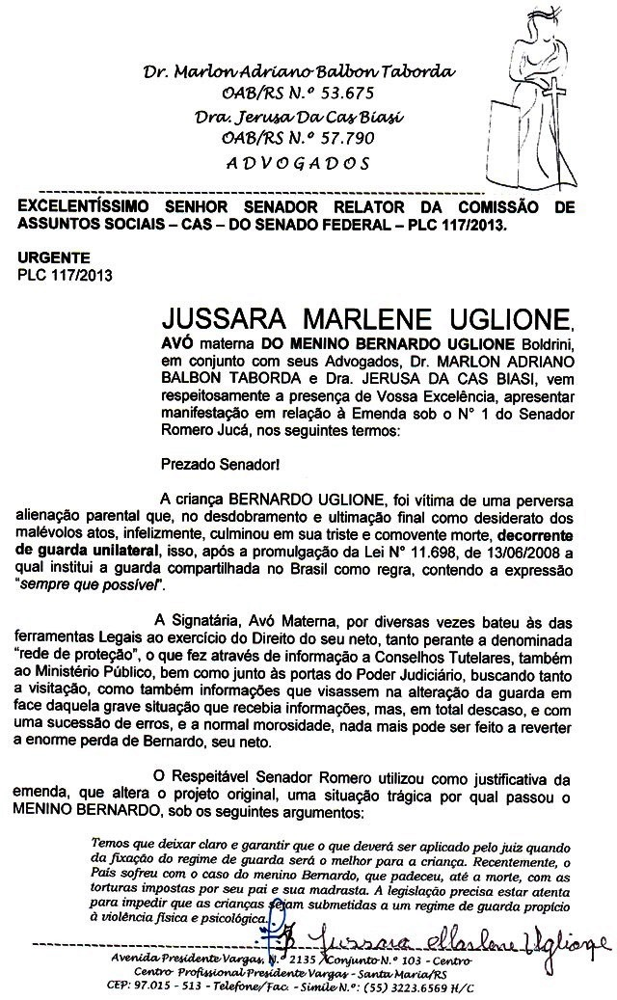 Dr. Marlon Adriano Balbon Taborda
OAB/RS N.º 53.675
Dra. Jerusa Da Cas Biasi
OAB/RS N.º 57.790
ADVOGADOS
EXCELENTÍSSIMO SENHOR SENADOR RELATOR DA COMISSÃO DE
ASSUNTOS SOCIAIS – CAS – DO SENADO FEDERAL – PLC 117/2013.
URGENTE
PLC 117/2013
JUSSARA MARLENE UGLIONE,
AVÓ materna DO MENINO BERNARDO UGLIONE Boldrini,
em conjunto com seus Advogados, Dr. MARLON ADRIANO
BALBON TABORDA e Dra. JERUSA DA CAS BIASI, vem
respeitosamente a presença de Vossa Excelência, apresentar
manifestação em relação à Emenda sob o N° 1 do Senador
Romero Jucá, nos seguintes termos:
Prezado Senador!
A criança BERNARDO UGLIONE, foi vítima de uma perversa
alienação parental que, no desdobramento e ultimação final como desiderato dos
malévolos atos, infelizmente, culminou em sua triste e comovente morte, decorrente
de guarda unilateral, isso, após a promulgação da Lei N° 11.698, de 13/06/2008 a
qual institui a guarda compartilhada no Brasil como regra, contendo a expressão
“sempre que possível”.
A Signatária, Avó Materna, por diversas vezes bateu às das
ferramentas Legais ao exercício do Direito do seu neto, tanto perante a denominada
“rede de proteção”, o que fez através de informação a Conselhos Tutelares, também
ao Ministério Público, bem como junto às portas do Poder Judiciário, buscando tanto
a visitação, como também informações que visassem na alteração da guarda em
face daquela grave situação que recebia informações, mas, em total descaso, e com
uma sucessão de erros, e a normal morosidade, nada mais pode ser feito a reverter
a enorme perda de Bernardo, seu neto.
O Respeitável Senador Romero utilizou como justificativa da
emenda, que altera o projeto original, uma situação trágica por qual passou o
MENINO BERNARDO, sob os seguintes argumentos:
Temos que deixar claro e garantir que o que deverá ser aplicado pelo juiz quando
da fixação do regime de guarda será o melhor para a criança. Recentemente, o
País sofreu com o caso do menino Bernardo, que padeceu, até a morte, com as
torturas impostas por seu pai e sua madrasta. A legislação precisa estar atenta
para impedir que as crianças sejam submetidas a um regime de guarda propício
à violência física e psicológica.
Jussara Marlene Uglione
Avenida Presidente Vargas, N.º 2135 /Conjunto N.º 103 - Centro
Centro Profissional Presidente Vargas - Santa Maria/RS
CEP: 97.015 - 513 - Telefone/Fac. - Simile N.º: (55) 3223.6569 H/C